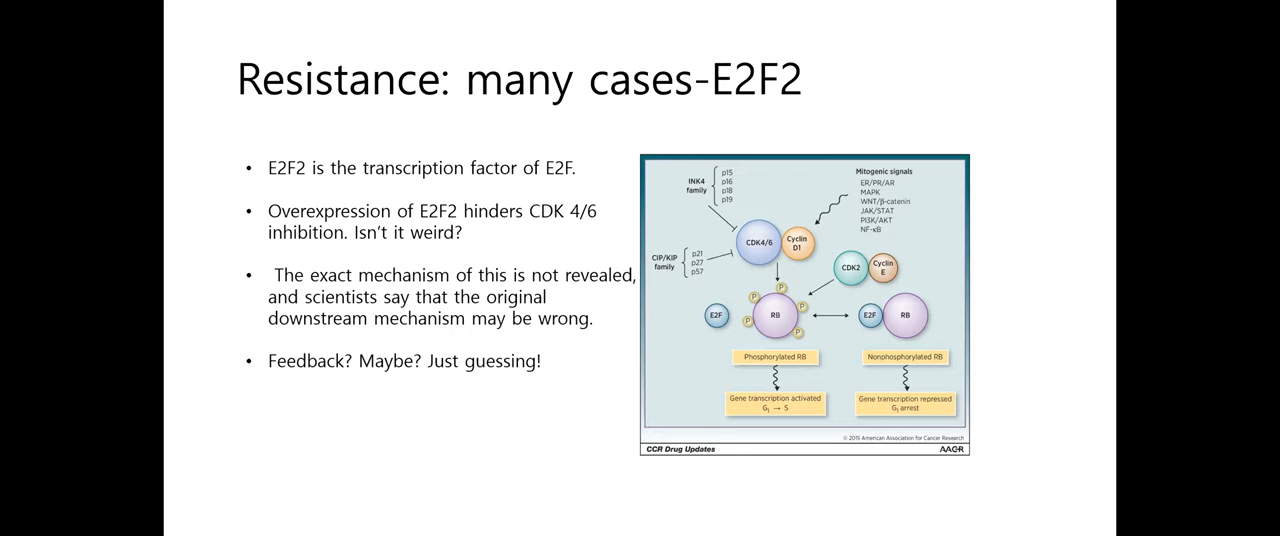 Resistance: many cases-E2F2
• E2F2 is the transcription factor of E2F.
• Overexpression of E2F2 hinders CDK 4/6
inhibition. Isn't it weird?
• The exact mechanism of this is not revealed,
and scientists say that the original
downstream mechanism may be wrong.
• Feedback? Maybe? Just guessing!
INK4
family
p15
p16
p18
p19
Mitogenic signals
ER/PR/AR
MAPK
WNT/β-catenin
JAK/STAT
PI3K/AKT
NF-κB
CIP/KIP
family
p21
p27
p57
CDK4/6
Cyclin
D1
CDK2
Cyclin
E
E2F
P
P
P
P
P
RB
E2F
RB
Phosphorylated RB
Nonphosphorylated RB
Gene transcription activated
G1 → S
Gene transcription repressed
G1 arrest
© 2015 American Association for Cancer Research
CCR Drug Updates
AACR